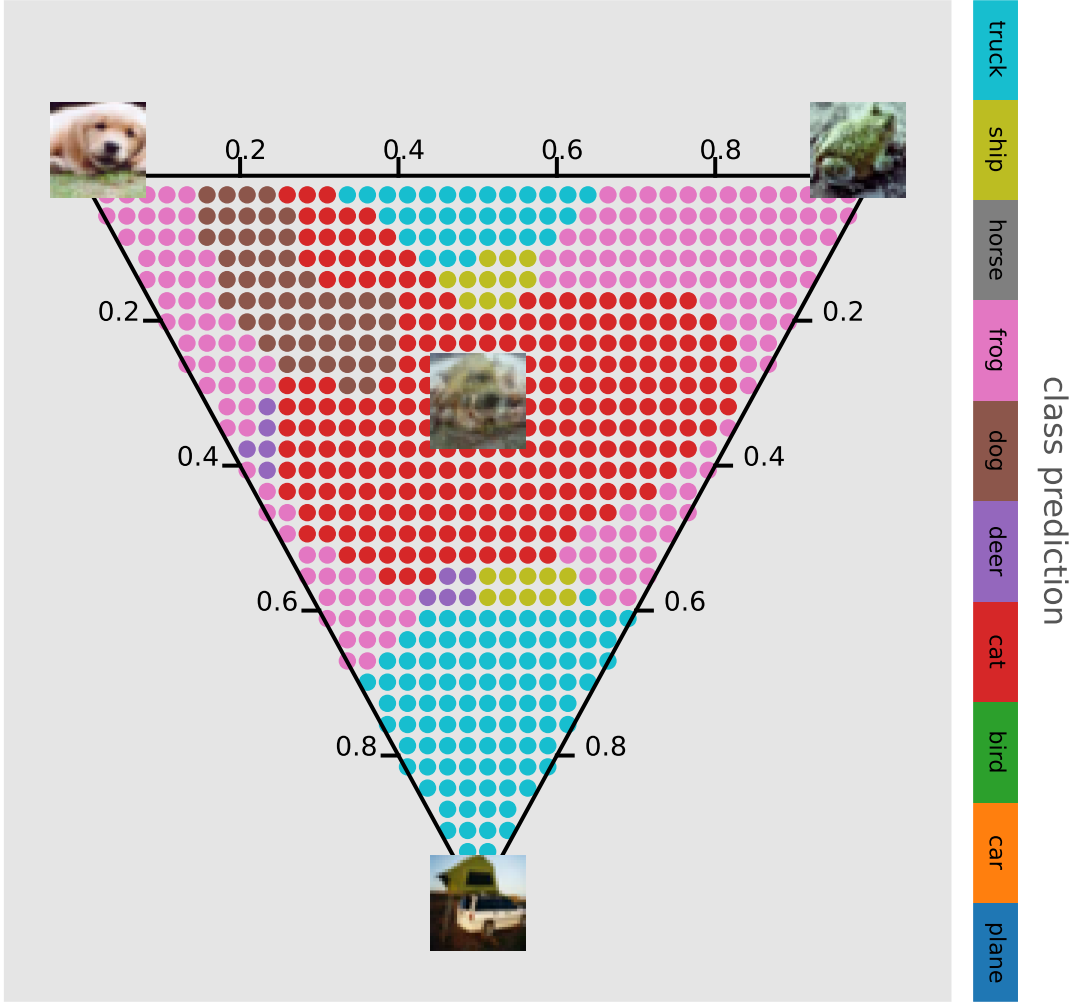 0.2 0.4 0.6 0.8
0.2 0.2
0.4 0.4
0.6 0.6
0.8 0.8
truck
ship
horse
frog
dog
deer
cat
bird
car
plane
class prediction